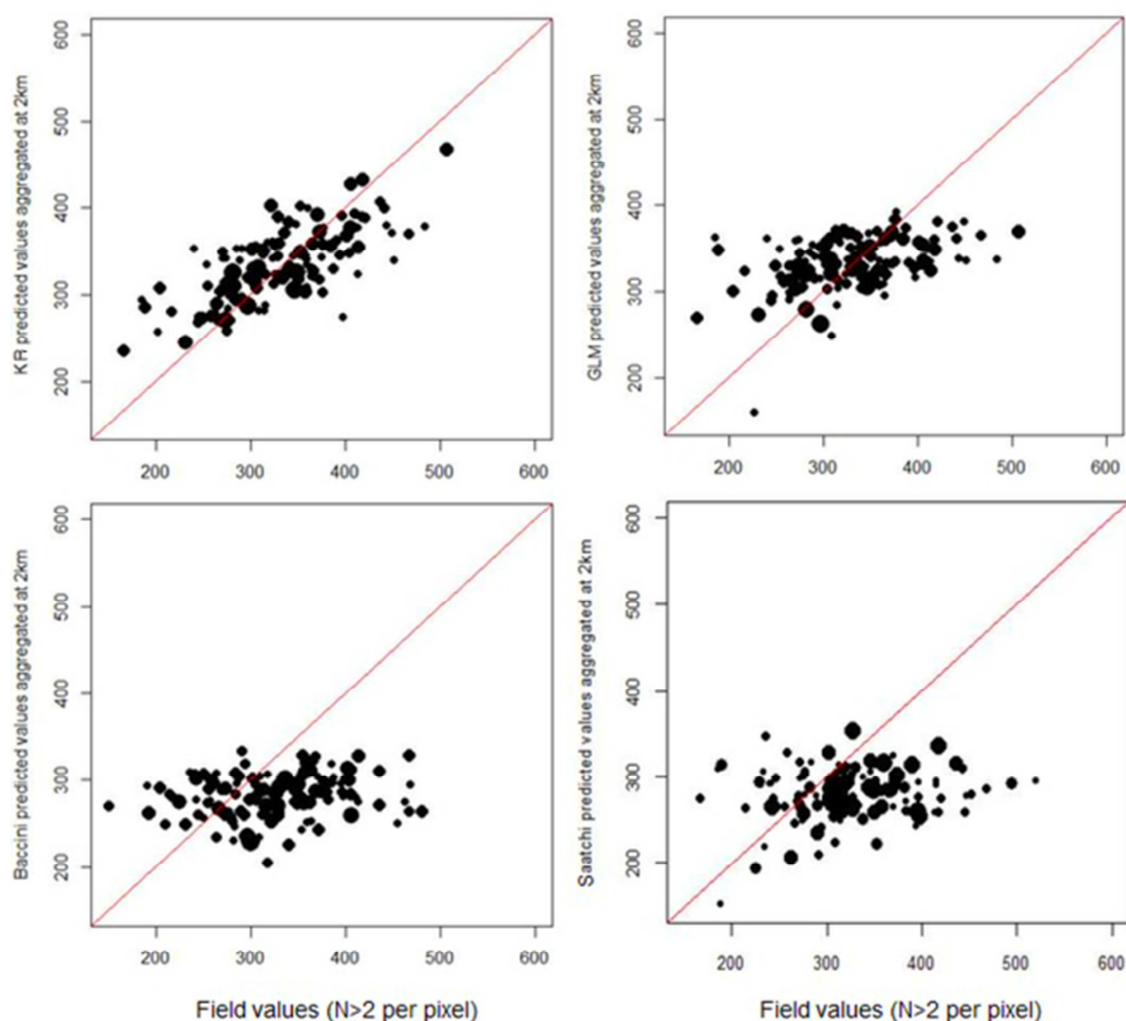 KR predicted values aggregated at 2km
600
500
400
300
200
200 300 400 500 600
GLM predicted values aggregated at 2km
600
500
400
300
200
200 300 400 500 600
Baccini predicted values aggregated at 2km
600
500
400
300
200
200 300 400 500 600
Field values (N>2 per pixel)
Saatchi predicted values aggregated at 2km
600
500
400
300
200
200 300 400 500 600
Field values (N>2 per pixel)